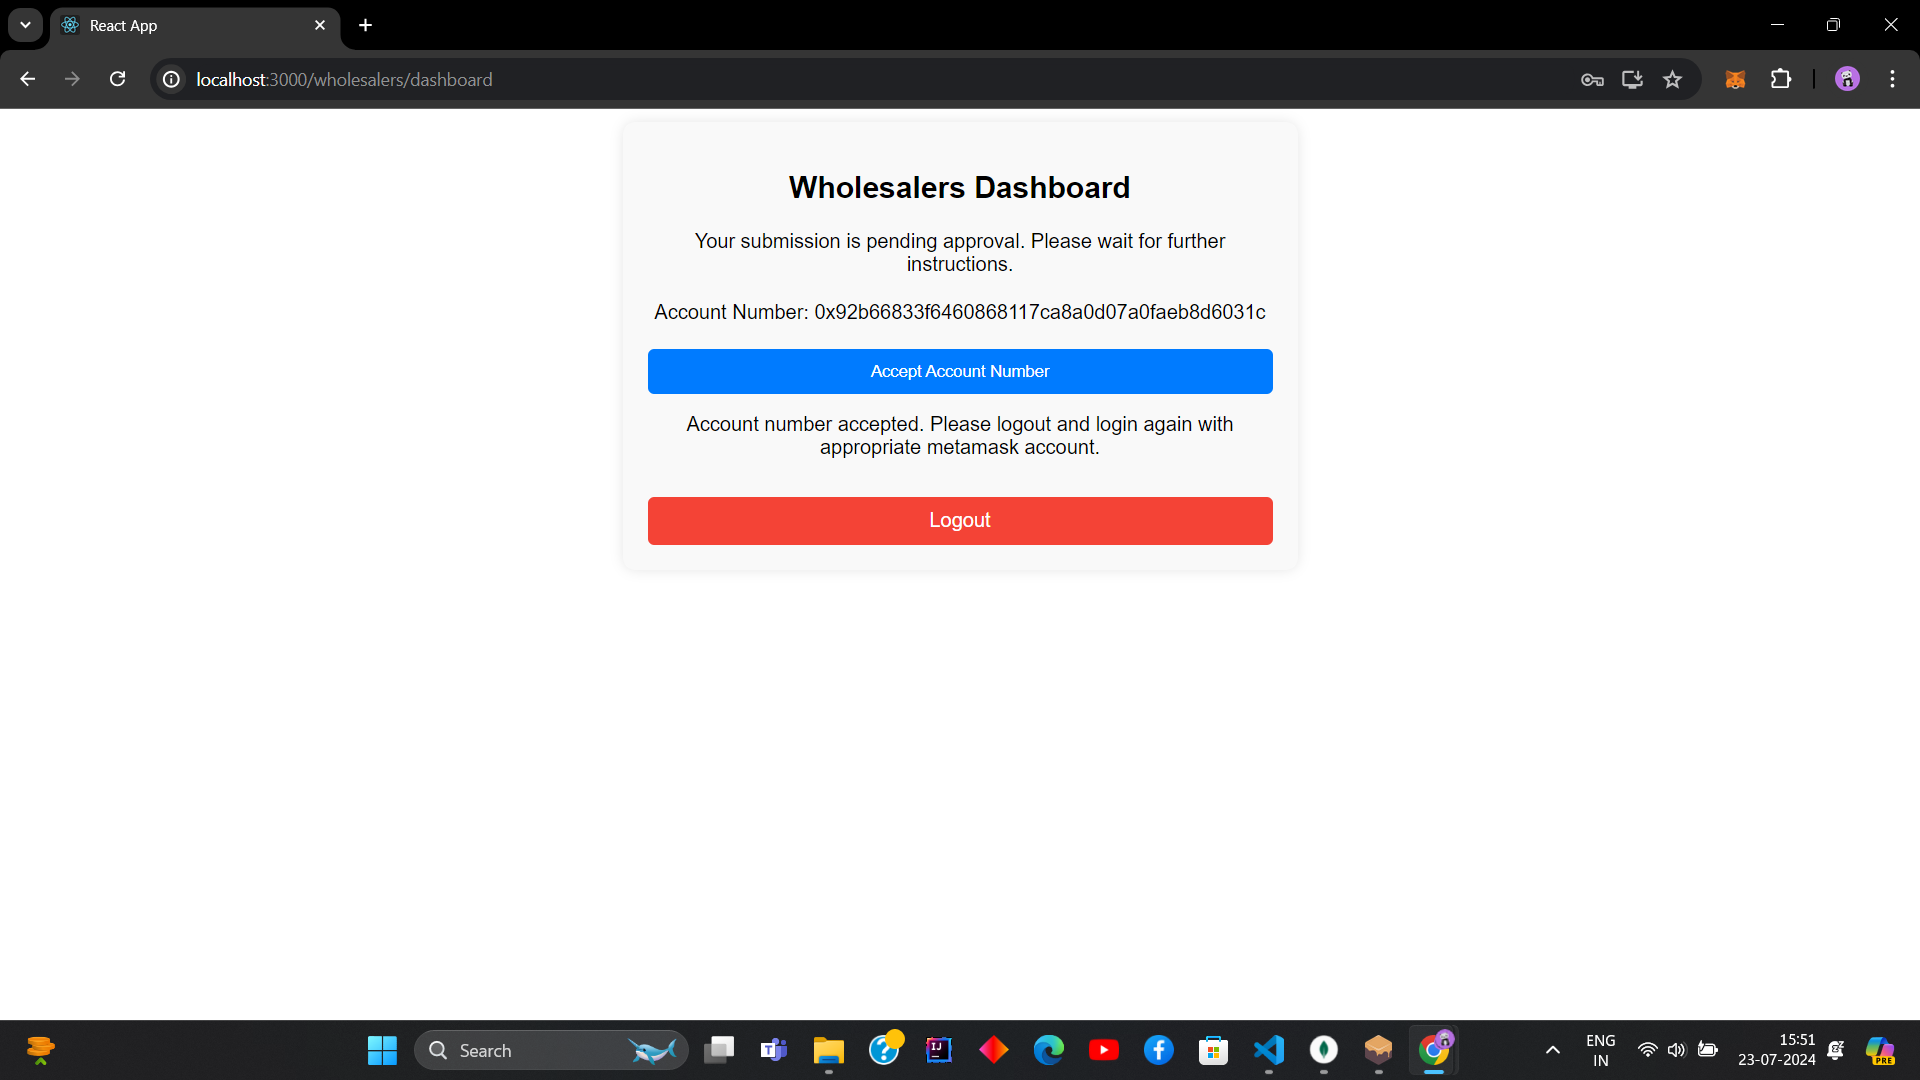 React App
localhost:3000/wholesalers/dashboard
Wholesalers Dashboard
Your submission is pending approval. Please wait for further
instructions.
Account Number: 0x92b66833f6460868117ca8a0d07a0faeb8d6031c
Accept Account Number
Account number accepted. Please logout and login again with
appropriate metamask account.
Logout
Search
ENG
IN
15:51
23-07-2024
PRE